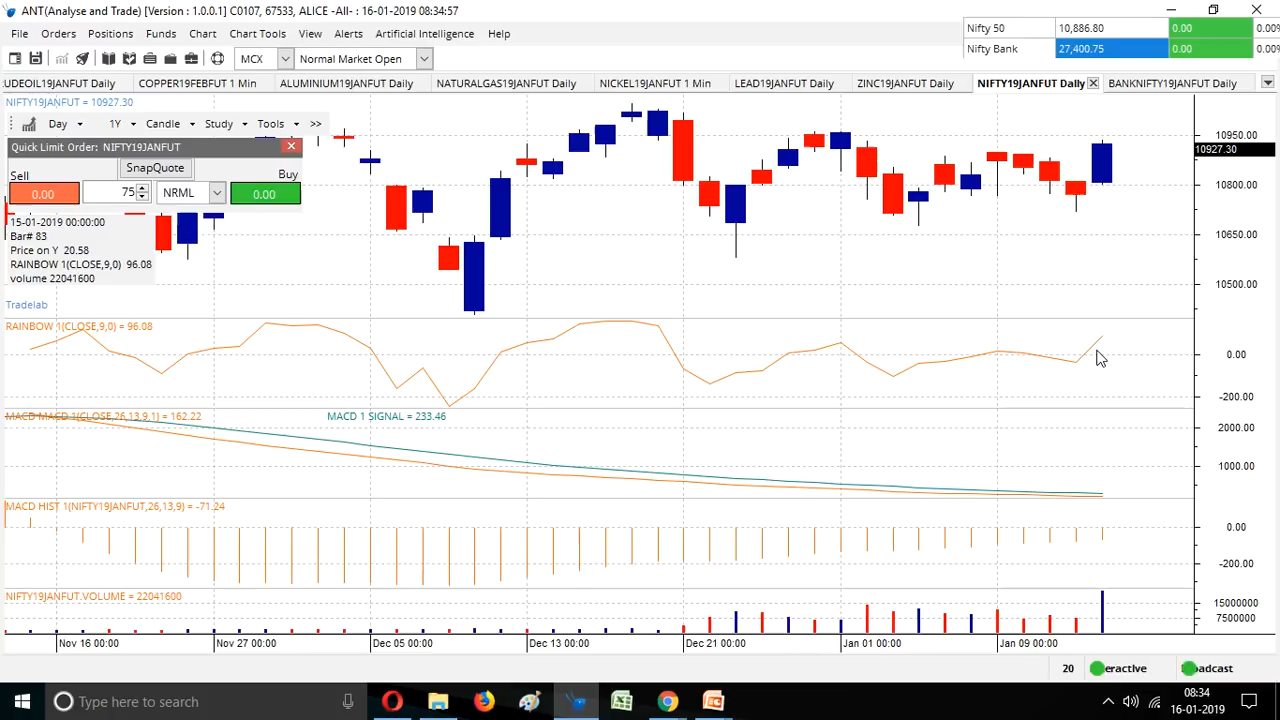 ANT(Analyse and Trade) [Version : 1.0.0.1] C0107, 67533, ALICE -All- : 16-01-2019 08:34:57
File Orders Positions Funds Chart Chart Tools View Alerts Artificial Intelligence Help
Nifty 50 10,886.80 0.00 0.00%
Nifty Bank 27,400.75 0.00 0.00%
MCX Normal Market Open
UDEOIL19JANFUT Daily COPPER19FEBFUT 1 Min ALUMINIUM19JANFUT Daily NATURALGAS19JANFUT Daily NICKEL19JANFUT 1 Min LEAD19JANFUT Daily ZINC19JANFUT Daily NIFTY19JANFUT Daily BANKNIFTY19JANFUT Daily
NIFTY19JANFUT = 10927.30
Day 1Y Candle Study Tools >>
Quick Limit Order: NIFTY19JANFUT
SnapQuote
Sell Buy
0.00 75 NRML 0.00
15-01-2019 00:00:00
Bar# 83
Price on Y 20.58
RAINBOW 1(CLOSE,9,0) 96.08
volume 22041600
Tradelab
10950.00
10927.30
10800.00
10650.00
10500.00
RAINBOW 1(CLOSE,9,0) = 96.08
0.00
-200.00
MACD MACD 1(CLOSE,26,13,9,1) = 162.22 MACD 1 SIGNAL = 233.46
2000.00
1000.00
MACD HIST 1(NIFTY19JANFUT,26,13,9) = -71.24
0.00
-200.00
NIFTY19JANFUT.VOLUME = 22041600
15000000
7500000
Nov 16 00:00 Nov 27 00:00 Dec 05 00:00 Dec 13 00:00 Dec 21 00:00 Jan 01 00:00 Jan 09 00:00
20 eractive oadcast
Type here to search
08:34
16-01-2019